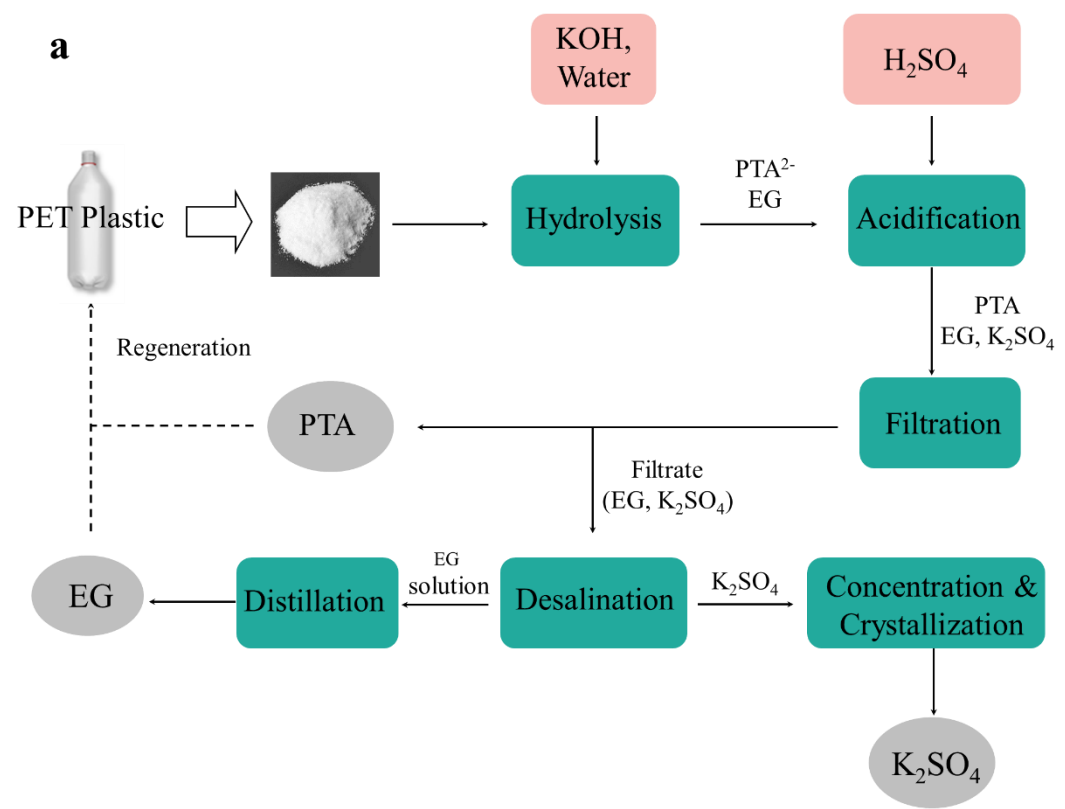 a
KOH,
Water
H₂SO₄
PET Plastic
Hydrolysis
PTA²⁻
EG
Acidification
PTA
EG, K₂SO₄
Regeneration
PTA
Filtration
Filtrate
(EG, K₂SO₄)
EG
Distillation
EG
solution
Desalination
K₂SO₄
Concentration &
Crystallization
K₂SO₄